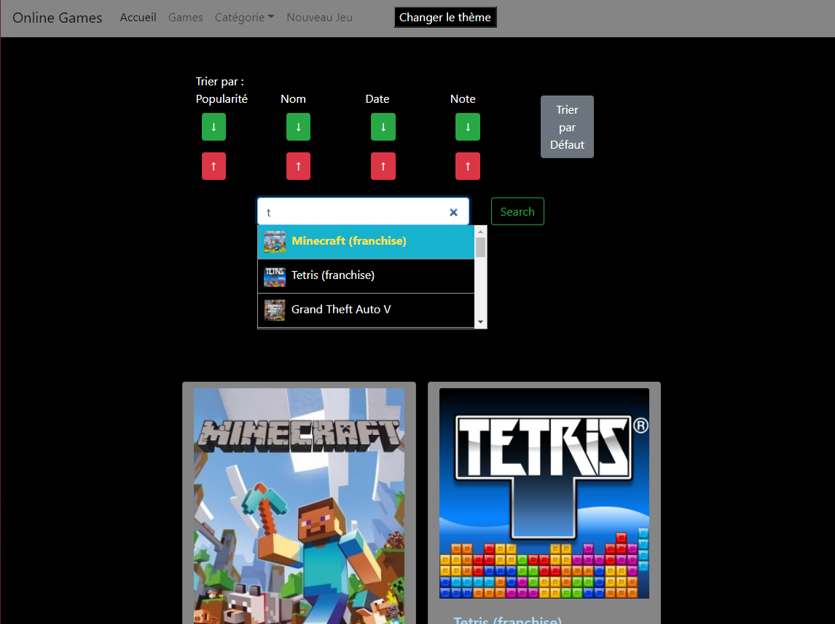 Online Games Accueil Games Catégorie Nouveau Jeu Changer le thème
Trier par :
Popularité Nom Date Note
↓ ↓ ↓ ↓
↑ ↑ ↑ ↑
Trier
par
Défaut
t × Search
Minecraft (franchise)
TETRIS Tetris (franchise)
Grand Theft Auto V
MINECRAFT
TETRIS®
Tetris (franchise)